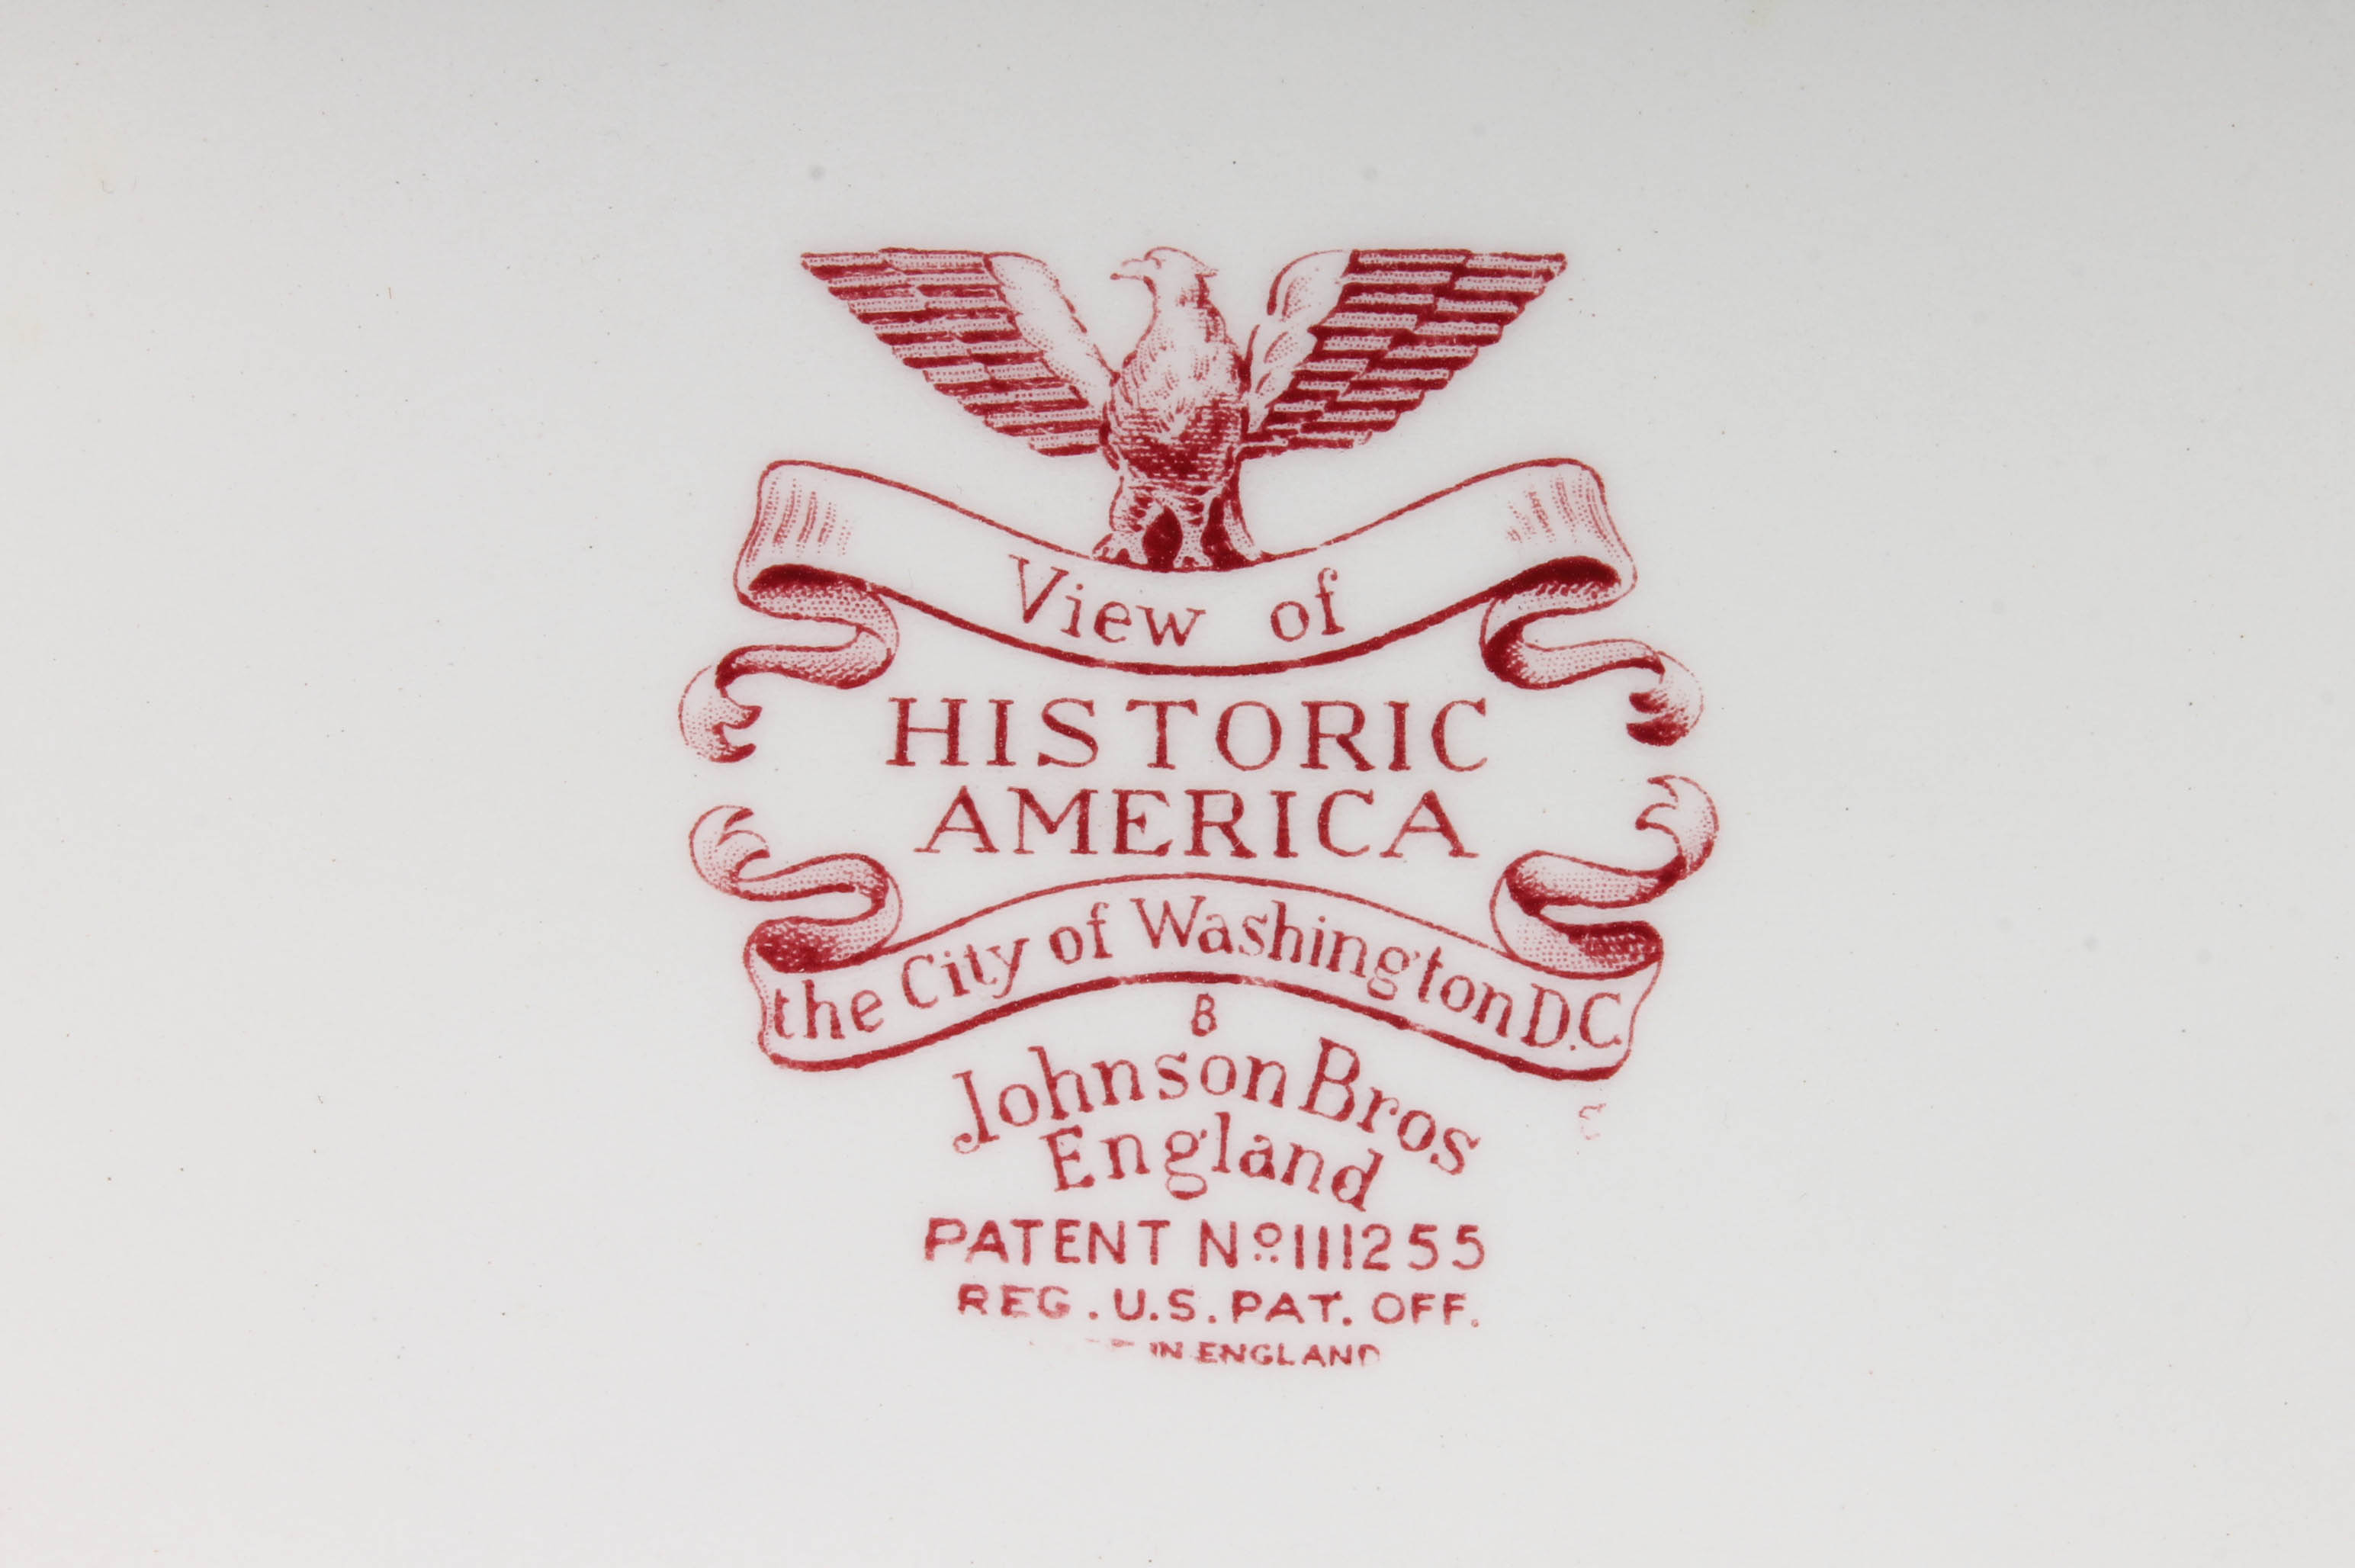 View of
HISTORIC
AMERICA
the City of Washington D.C.
B
Johnson Bros
England
PATENT Nº 111255
REG. U.S. PAT. OFF.
IN ENGLAND